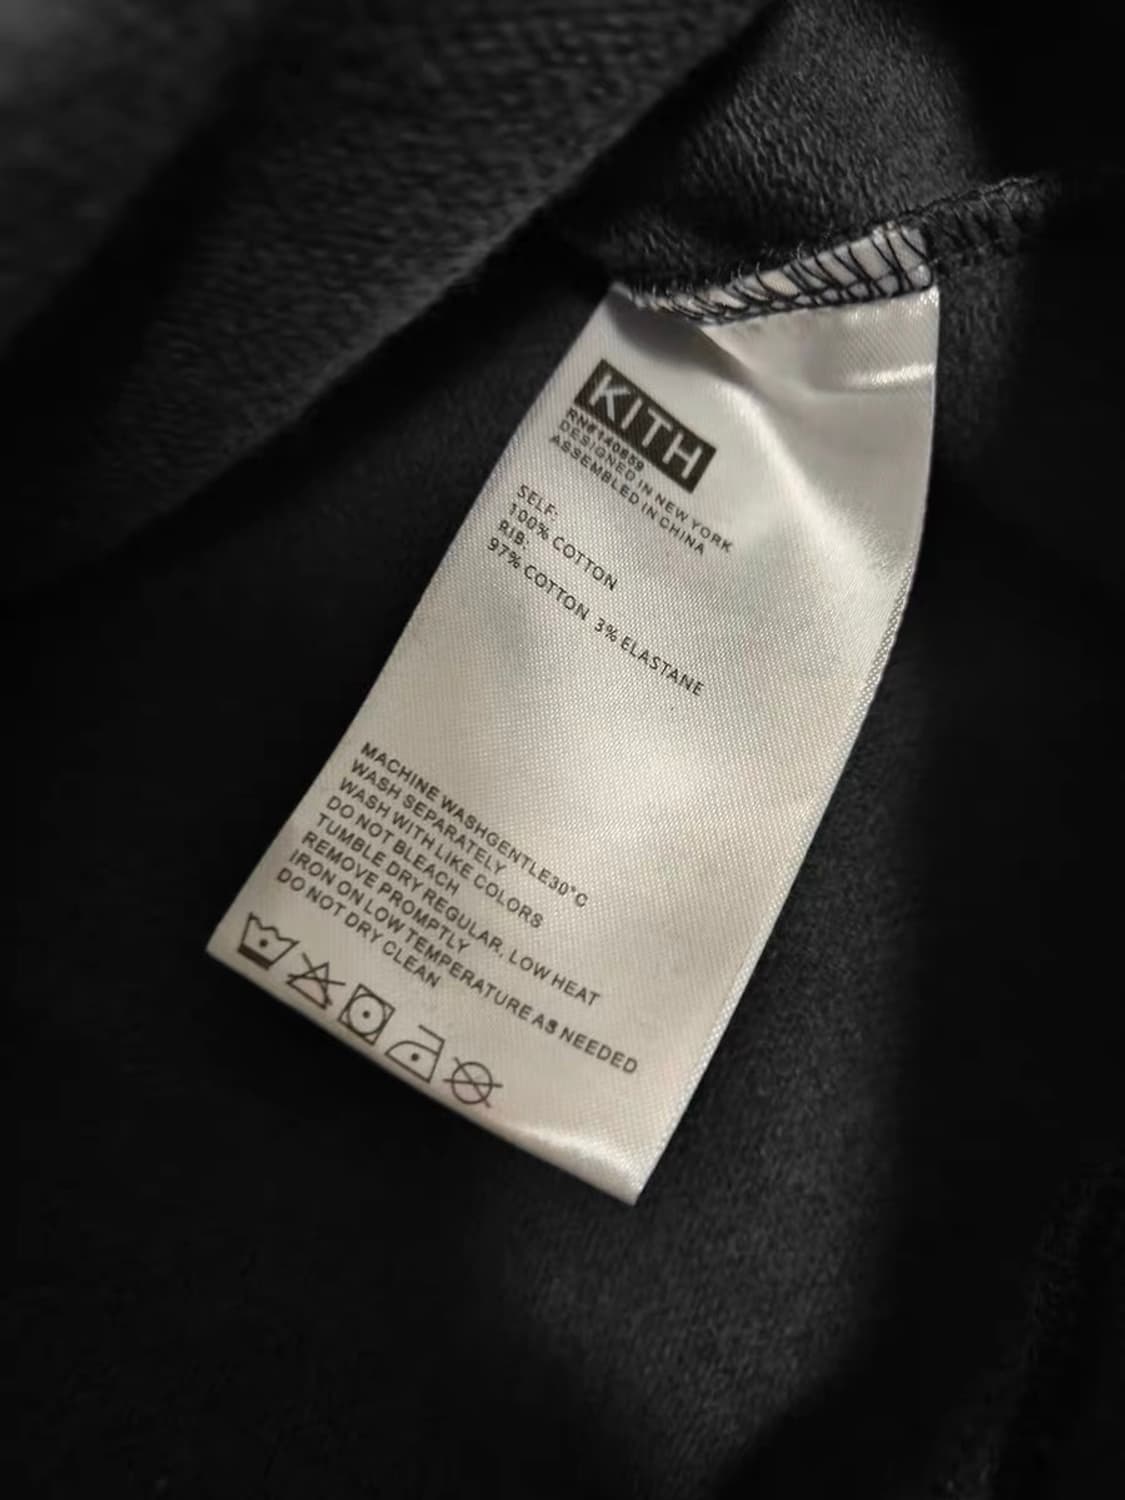 KITH
RN#140659
DESIGNED IN NEW YORK
ASSEMBLED IN CHINA
SELF:
100% COTTON
RIB:
97% COTTON 3% ELASTANE
MACHINE WASHGENTLE30°C
WASH SEPARATELY
WASH WITH LIKE COLORS
DO NOT BLEACH
TUMBLE DRY REGULAR, LOW HEAT
REMOVE PROMPTLY
IRON ON LOW TEMPERATURE AS NEEDED
DO NOT DRY CLEAN